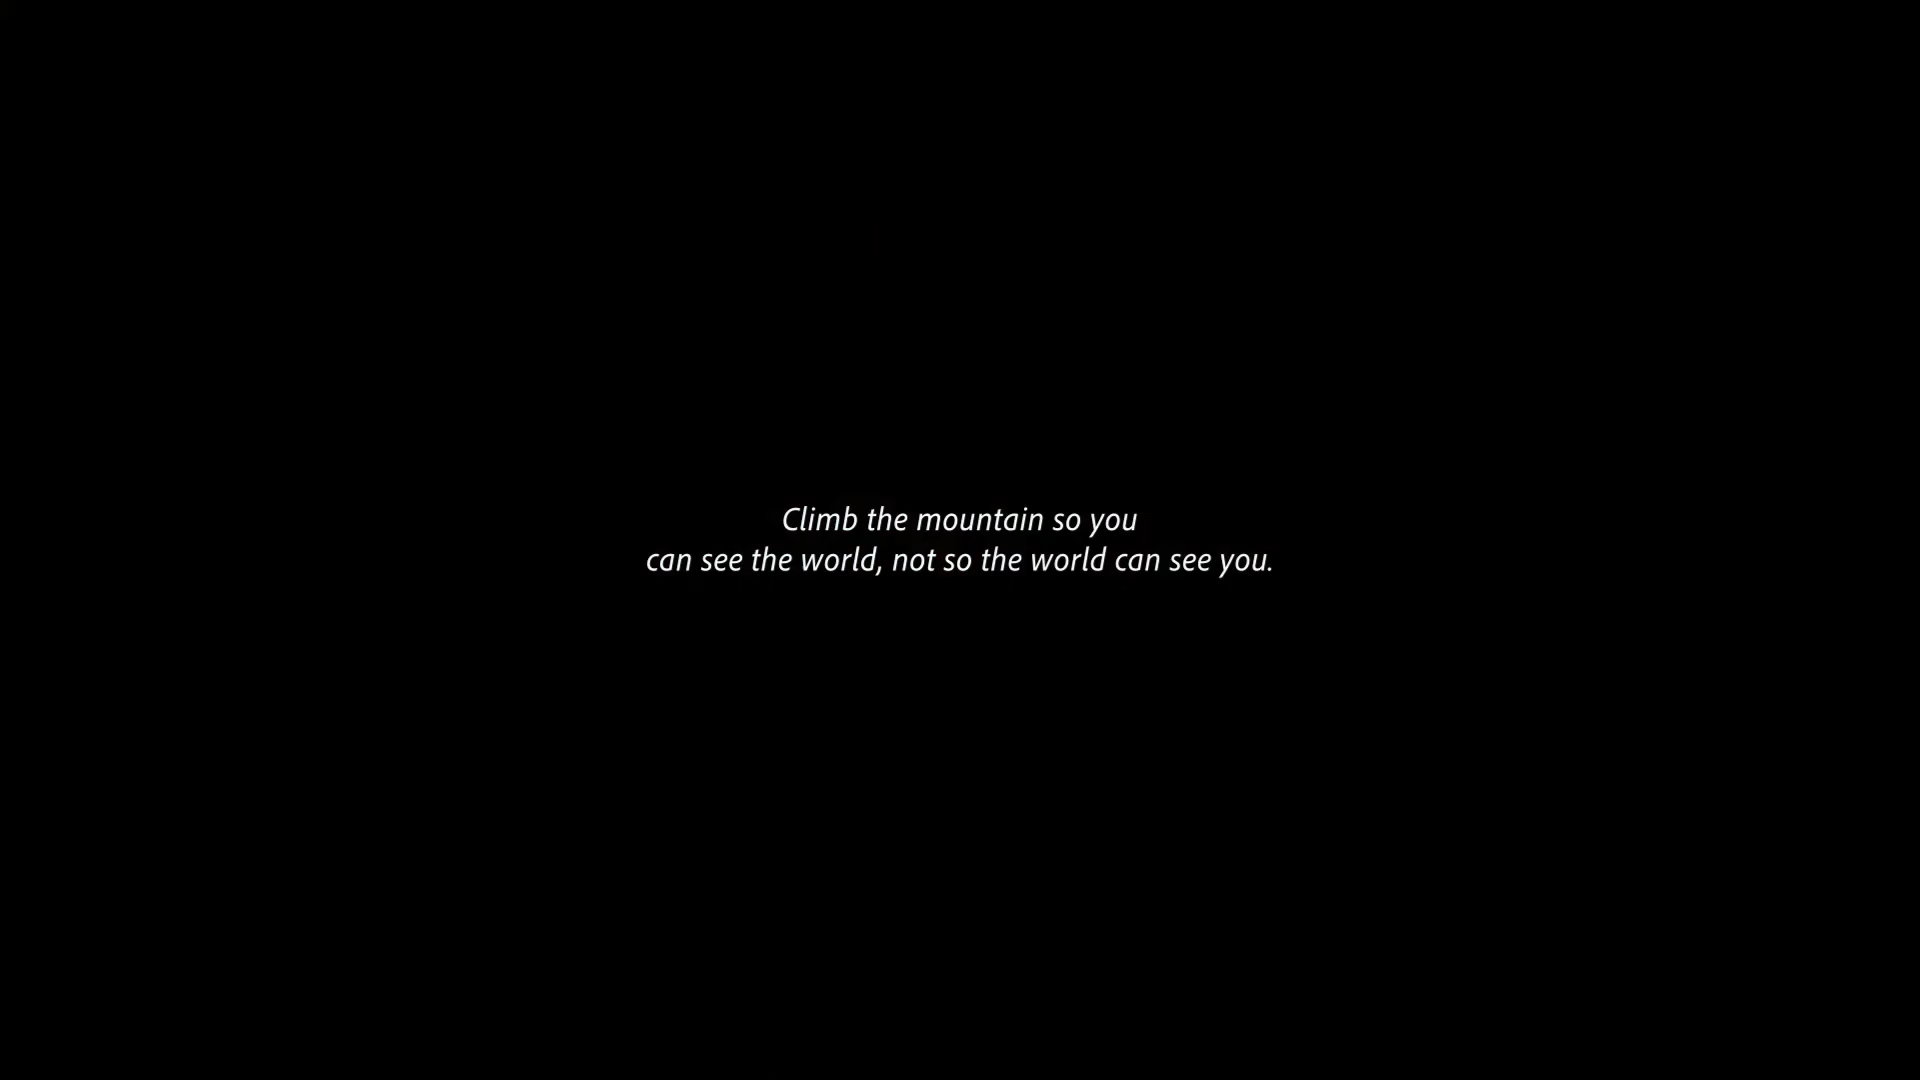 Climb the mountain so you
can see the world, not so the world can see you.